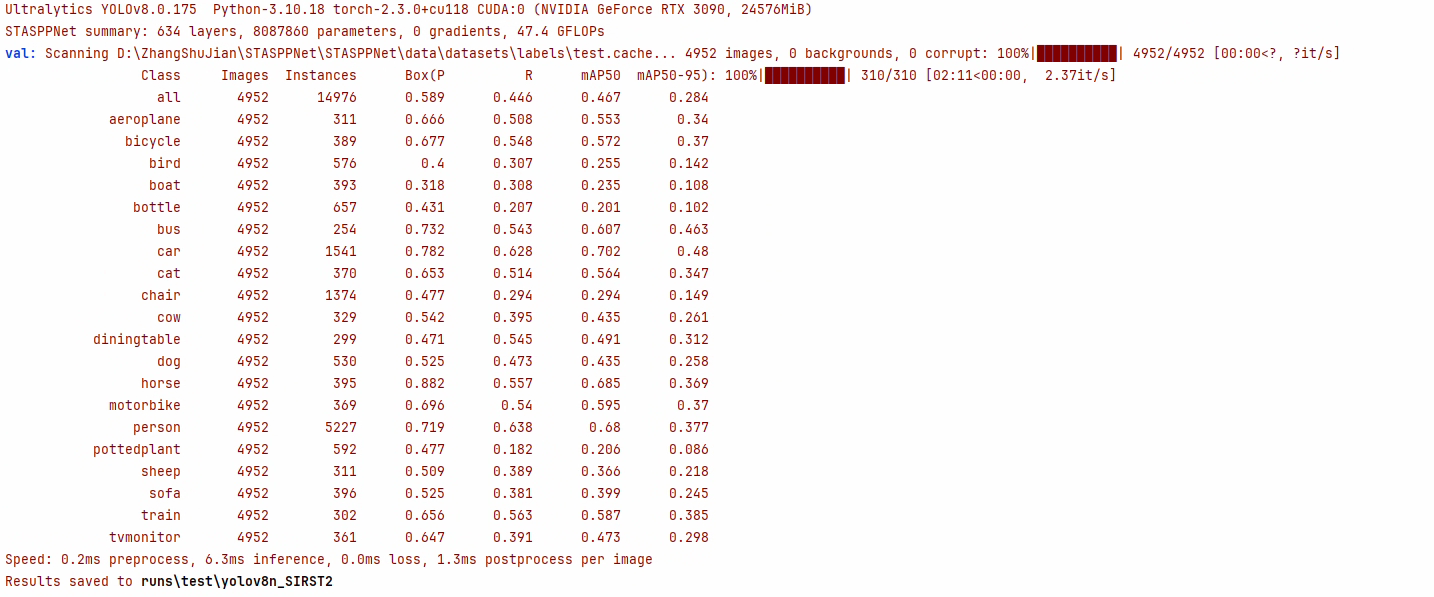 Ultralytics YOLOv8.0.175  Python-3.10.18 torch-2.3.0+cu118 CUDA:0 (NVIDIA GeForce RTX 3090, 24576MiB)
STASPPNet summary: 634 layers, 8087860 parameters, 0 gradients, 47.4 GFLOPs
val: Scanning D:\ZhangShuJian\STASPPNet\STASPPNet\data\datasets\labels\test.cache... 4952 images, 0 backgrounds, 0 corrupt: 100%|██████████| 4952/4952 [00:00<?, ?it/s]
Class Images Instances Box(P R mAP50 mAP50-95): 100%|██████████| 310/310 [02:11<00:00, 2.37it/s]
all 4952 14976 0.589 0.446 0.467 0.284
aeroplane 4952 311 0.666 0.508 0.553 0.34
bicycle 4952 389 0.677 0.548 0.572 0.37
bird 4952 576 0.4 0.307 0.255 0.142
boat 4952 393 0.318 0.308 0.235 0.108
bottle 4952 657 0.431 0.207 0.201 0.102
bus 4952 254 0.732 0.543 0.607 0.463
car 4952 1541 0.782 0.628 0.702 0.48
cat 4952 370 0.653 0.514 0.564 0.347
chair 4952 1374 0.477 0.294 0.294 0.149
cow 4952 329 0.542 0.395 0.435 0.261
diningtable 4952 299 0.471 0.545 0.491 0.312
dog 4952 530 0.525 0.473 0.435 0.258
horse 4952 395 0.882 0.557 0.685 0.369
motorbike 4952 369 0.696 0.54 0.595 0.37
person 4952 5227 0.719 0.638 0.68 0.377
pottedplant 4952 592 0.477 0.182 0.206 0.086
sheep 4952 311 0.509 0.389 0.366 0.218
sofa 4952 396 0.525 0.381 0.399 0.245
train 4952 302 0.656 0.563 0.587 0.385
tvmonitor 4952 361 0.647 0.391 0.473 0.298
Speed: 0.2ms preprocess, 6.3ms inference, 0.0ms loss, 1.3ms postprocess per image
Results saved to runs\test\yolov8n_SIRST2